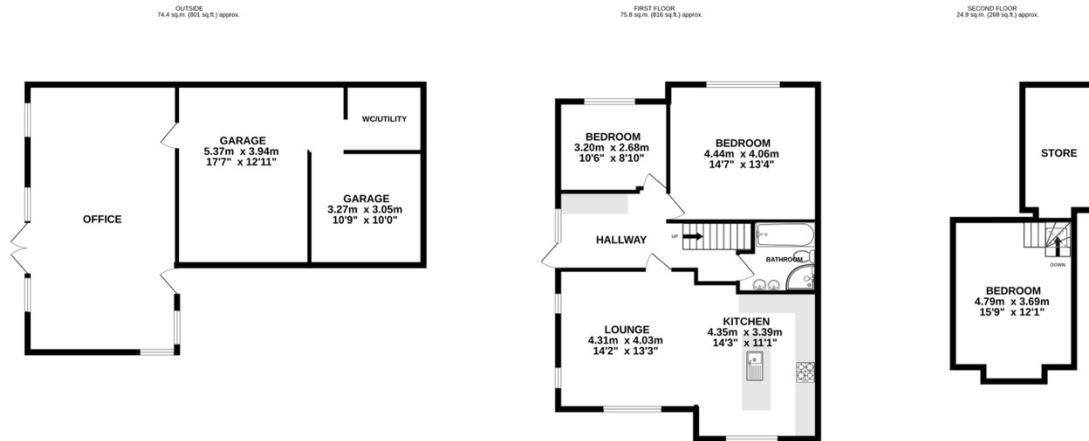 OUTSIDE
74.4 sq.m. (801 sq.ft.) approx.
OFFICE
GARAGE
5.37m x 3.94m
17'7" x 12'11"
WC/UTILITY
GARAGE
3.27m x 3.05m
10'9" x 10'0"
FIRST FLOOR
75.8 sq.m. (816 sq.ft.) approx.
BEDROOM
3.20m x 2.68m
10'6" x 8'10"
BEDROOM
4.44m x 4.06m
14'7" x 13'4"
HALLWAY
UP
BATHROOM
LOUNGE
4.31m x 4.03m
14'2" x 13'3"
KITCHEN
4.35m x 3.39m
14'3" x 11'1"
SECOND FLOOR
24.9 sq.m. (268 sq.ft.) approx.
STORE
DOWN
BEDROOM
4.79m x 3.69m
15'9" x 12'1"